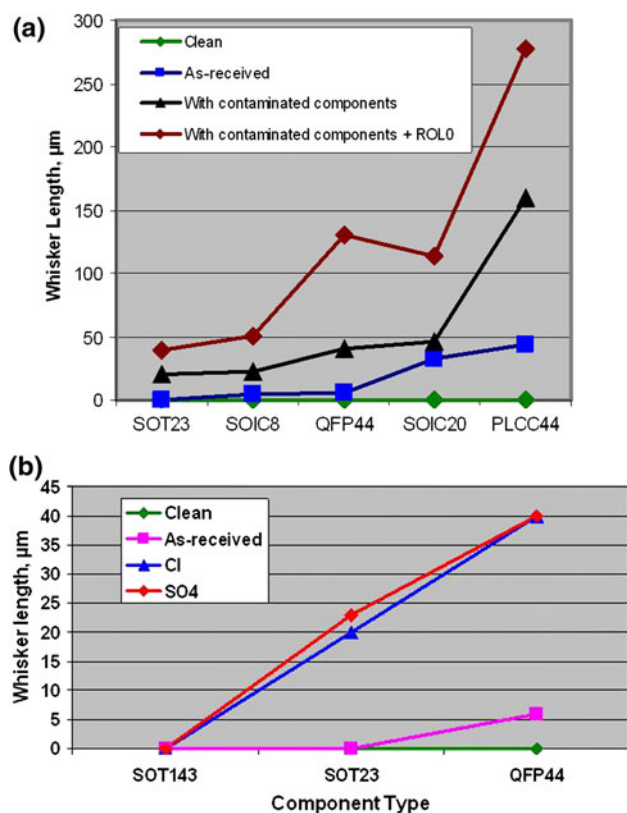 (a)
300
250
200
150
100
50
0
Whisker Length, µm
Clean
As-received
With contaminated components
With contaminated components + ROL0
SOT23 SOIC8 QFP44 SOIC20 PLCC44
(b)
45
40
35
30
25
20
15
10
5
0
Whisker length, µm
Clean
As-received
Cl
SO4
SOT143 SOT23 QFP44
Component Type